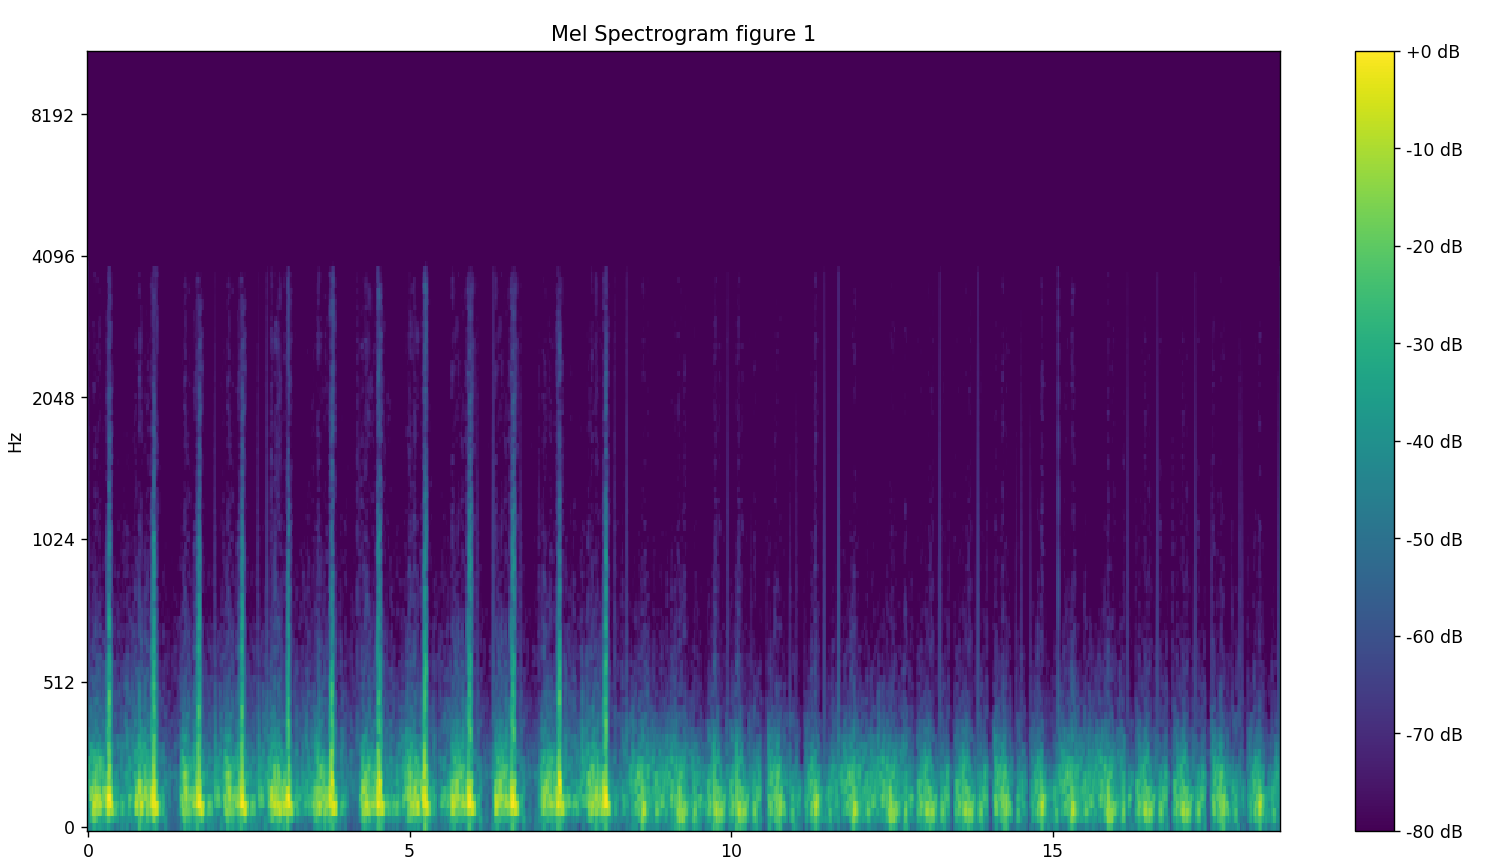 Mel Spectrogram figure 1
Hz
8192
4096
2048
1024
512
0
0 5 10 15
+0 dB
-10 dB
-20 dB
-30 dB
-40 dB
-50 dB
-60 dB
-70 dB
-80 dB